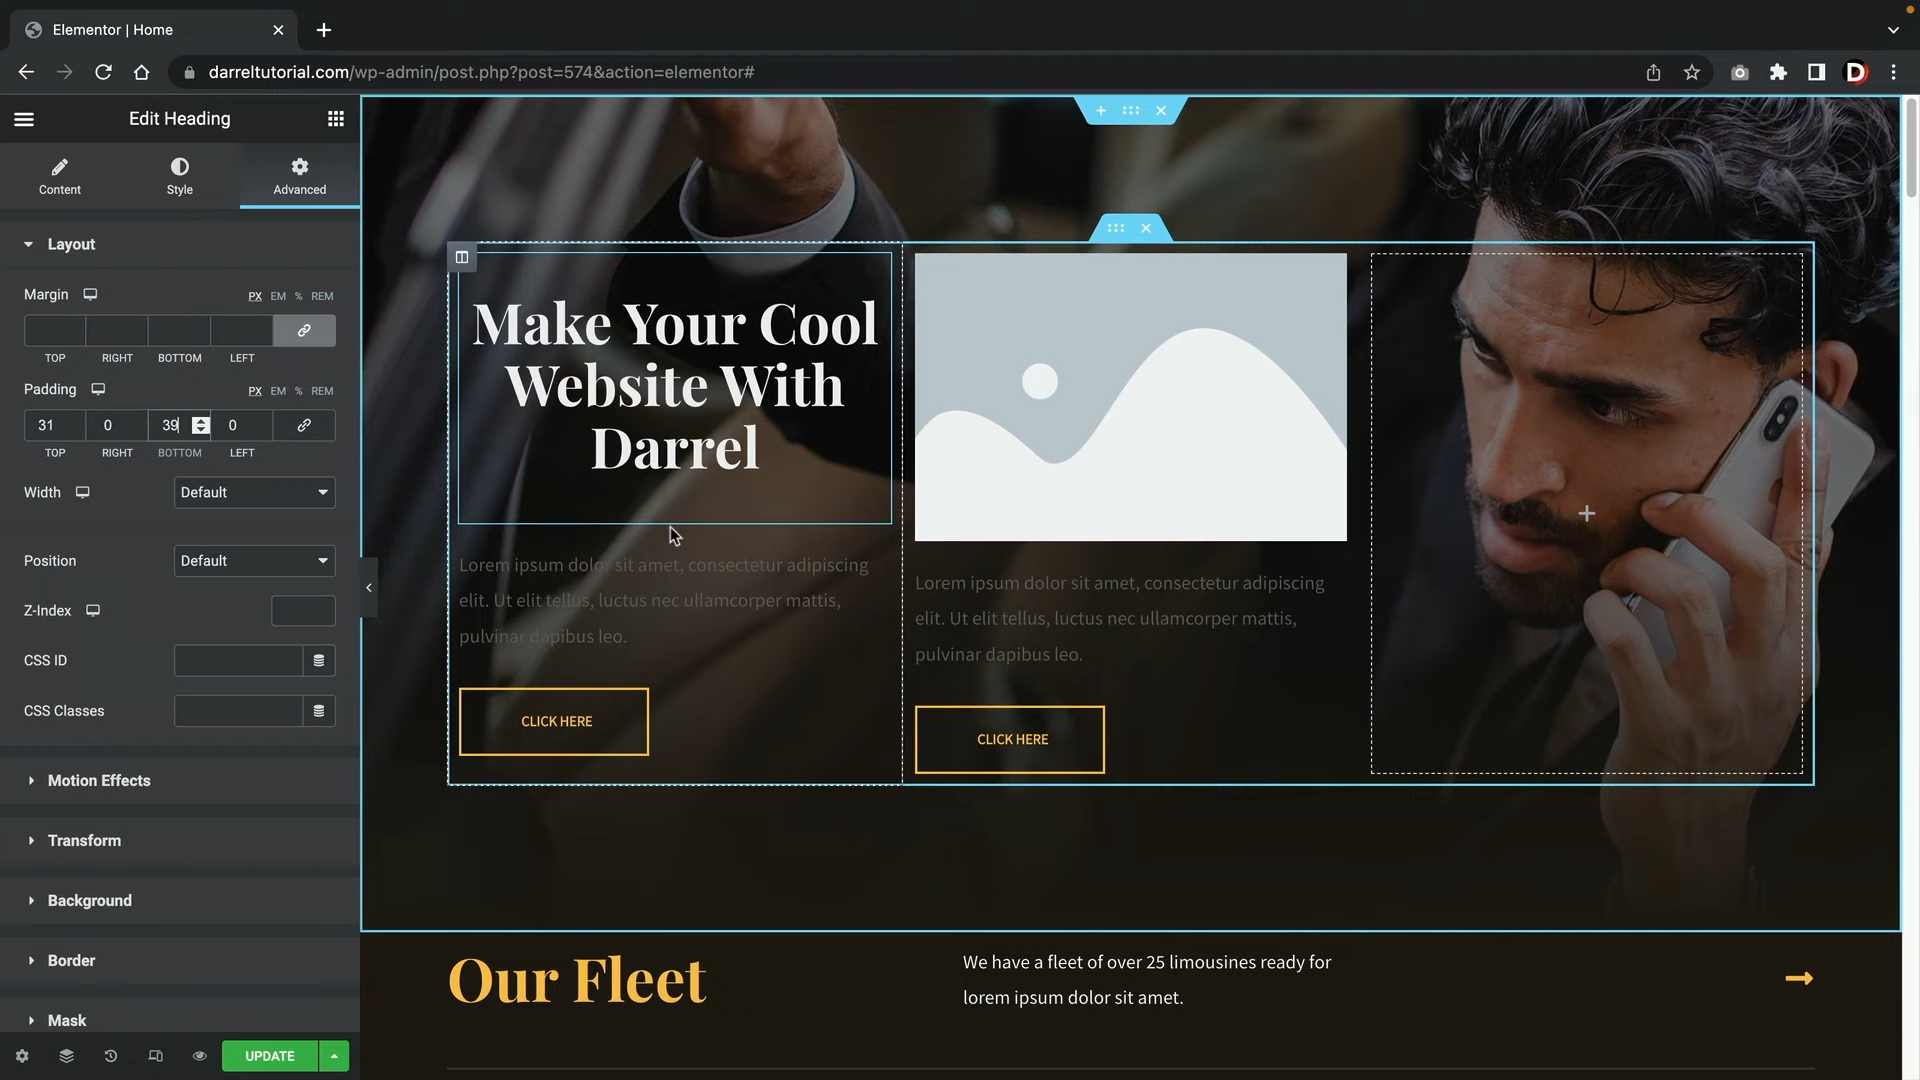 Elementor | Home
darreltutorial.com/wp-admin/post.php?post=574&action=elementor#
Edit Heading
Content
Style
Advanced
Layout
Margin
PX EM % REM
TOP RIGHT BOTTOM LEFT
Padding
PX EM % REM
31 0 39 0
TOP RIGHT BOTTOM LEFT
Width
Default
Position
Default
Z-Index
CSS ID
CSS Classes
Motion Effects
Transform
Background
Border
Mask
UPDATE
Make Your Cool
Website With
Darrel
Lorem ipsum dolor sit amet, consectetur adipiscing
elit. Ut elit tellus, luctus nec ullamcorper mattis,
pulvinar dapibus leo.
CLICK HERE
Lorem ipsum dolor sit amet, consectetur adipiscing
elit. Ut elit tellus, luctus nec ullamcorper mattis,
pulvinar dapibus leo.
CLICK HERE
Our Fleet
We have a fleet of over 25 limousines ready for
lorem ipsum dolor sit amet.